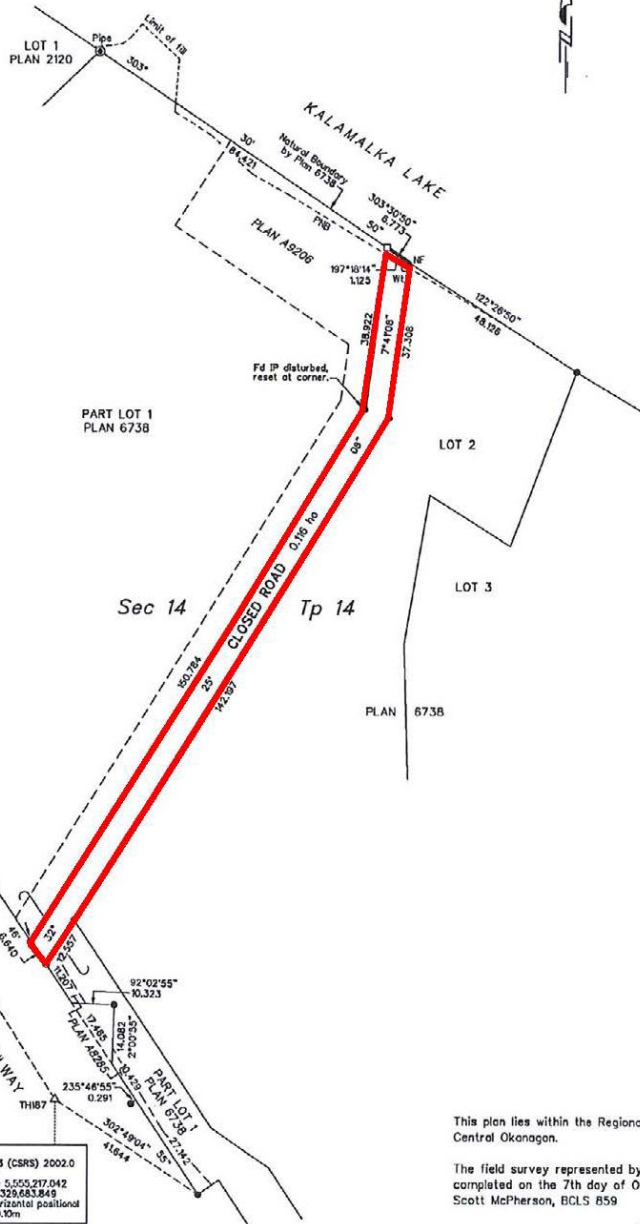 LOT 1
PLAN 2120
Pipe
Limit of fill
303°
KALAMALKA LAKE
30'
84.421
Natural Boundary
by Plan 6738
303°30'50"
6.773
50"
PNB
PLAN A9206
NF
197°18'14"
1.125
Wt.
122°26'50"
48.126
38.922
7°41'08"
37.308
Fd IP disturbed,
reset at corner.
PART LOT 1
PLAN 6738
LOT 2
08"
CLOSED ROAD 0.116 ha
Sec 14
Tp 14
LOT 3
150.784
25'
142.197
PLAN 6738
46'
6.640
32°
12.557
11.207
92°02'55"
10.323
17.485
14.082
2°00'55"
PLAN A8285
10.429
PART LOT 1
PLAN 6738
235°46'55"
0.291
TH187
302°49'04"
41.644
55"
27.142
(CSRS) 2002.0
5,555,217.042
329,683.849
rizontal positional
.10m
This plan lies within the Regiona
Central Okanagan.
The field survey represented by
completed on the 7th day of O
Scott McPherson, BCLS 859